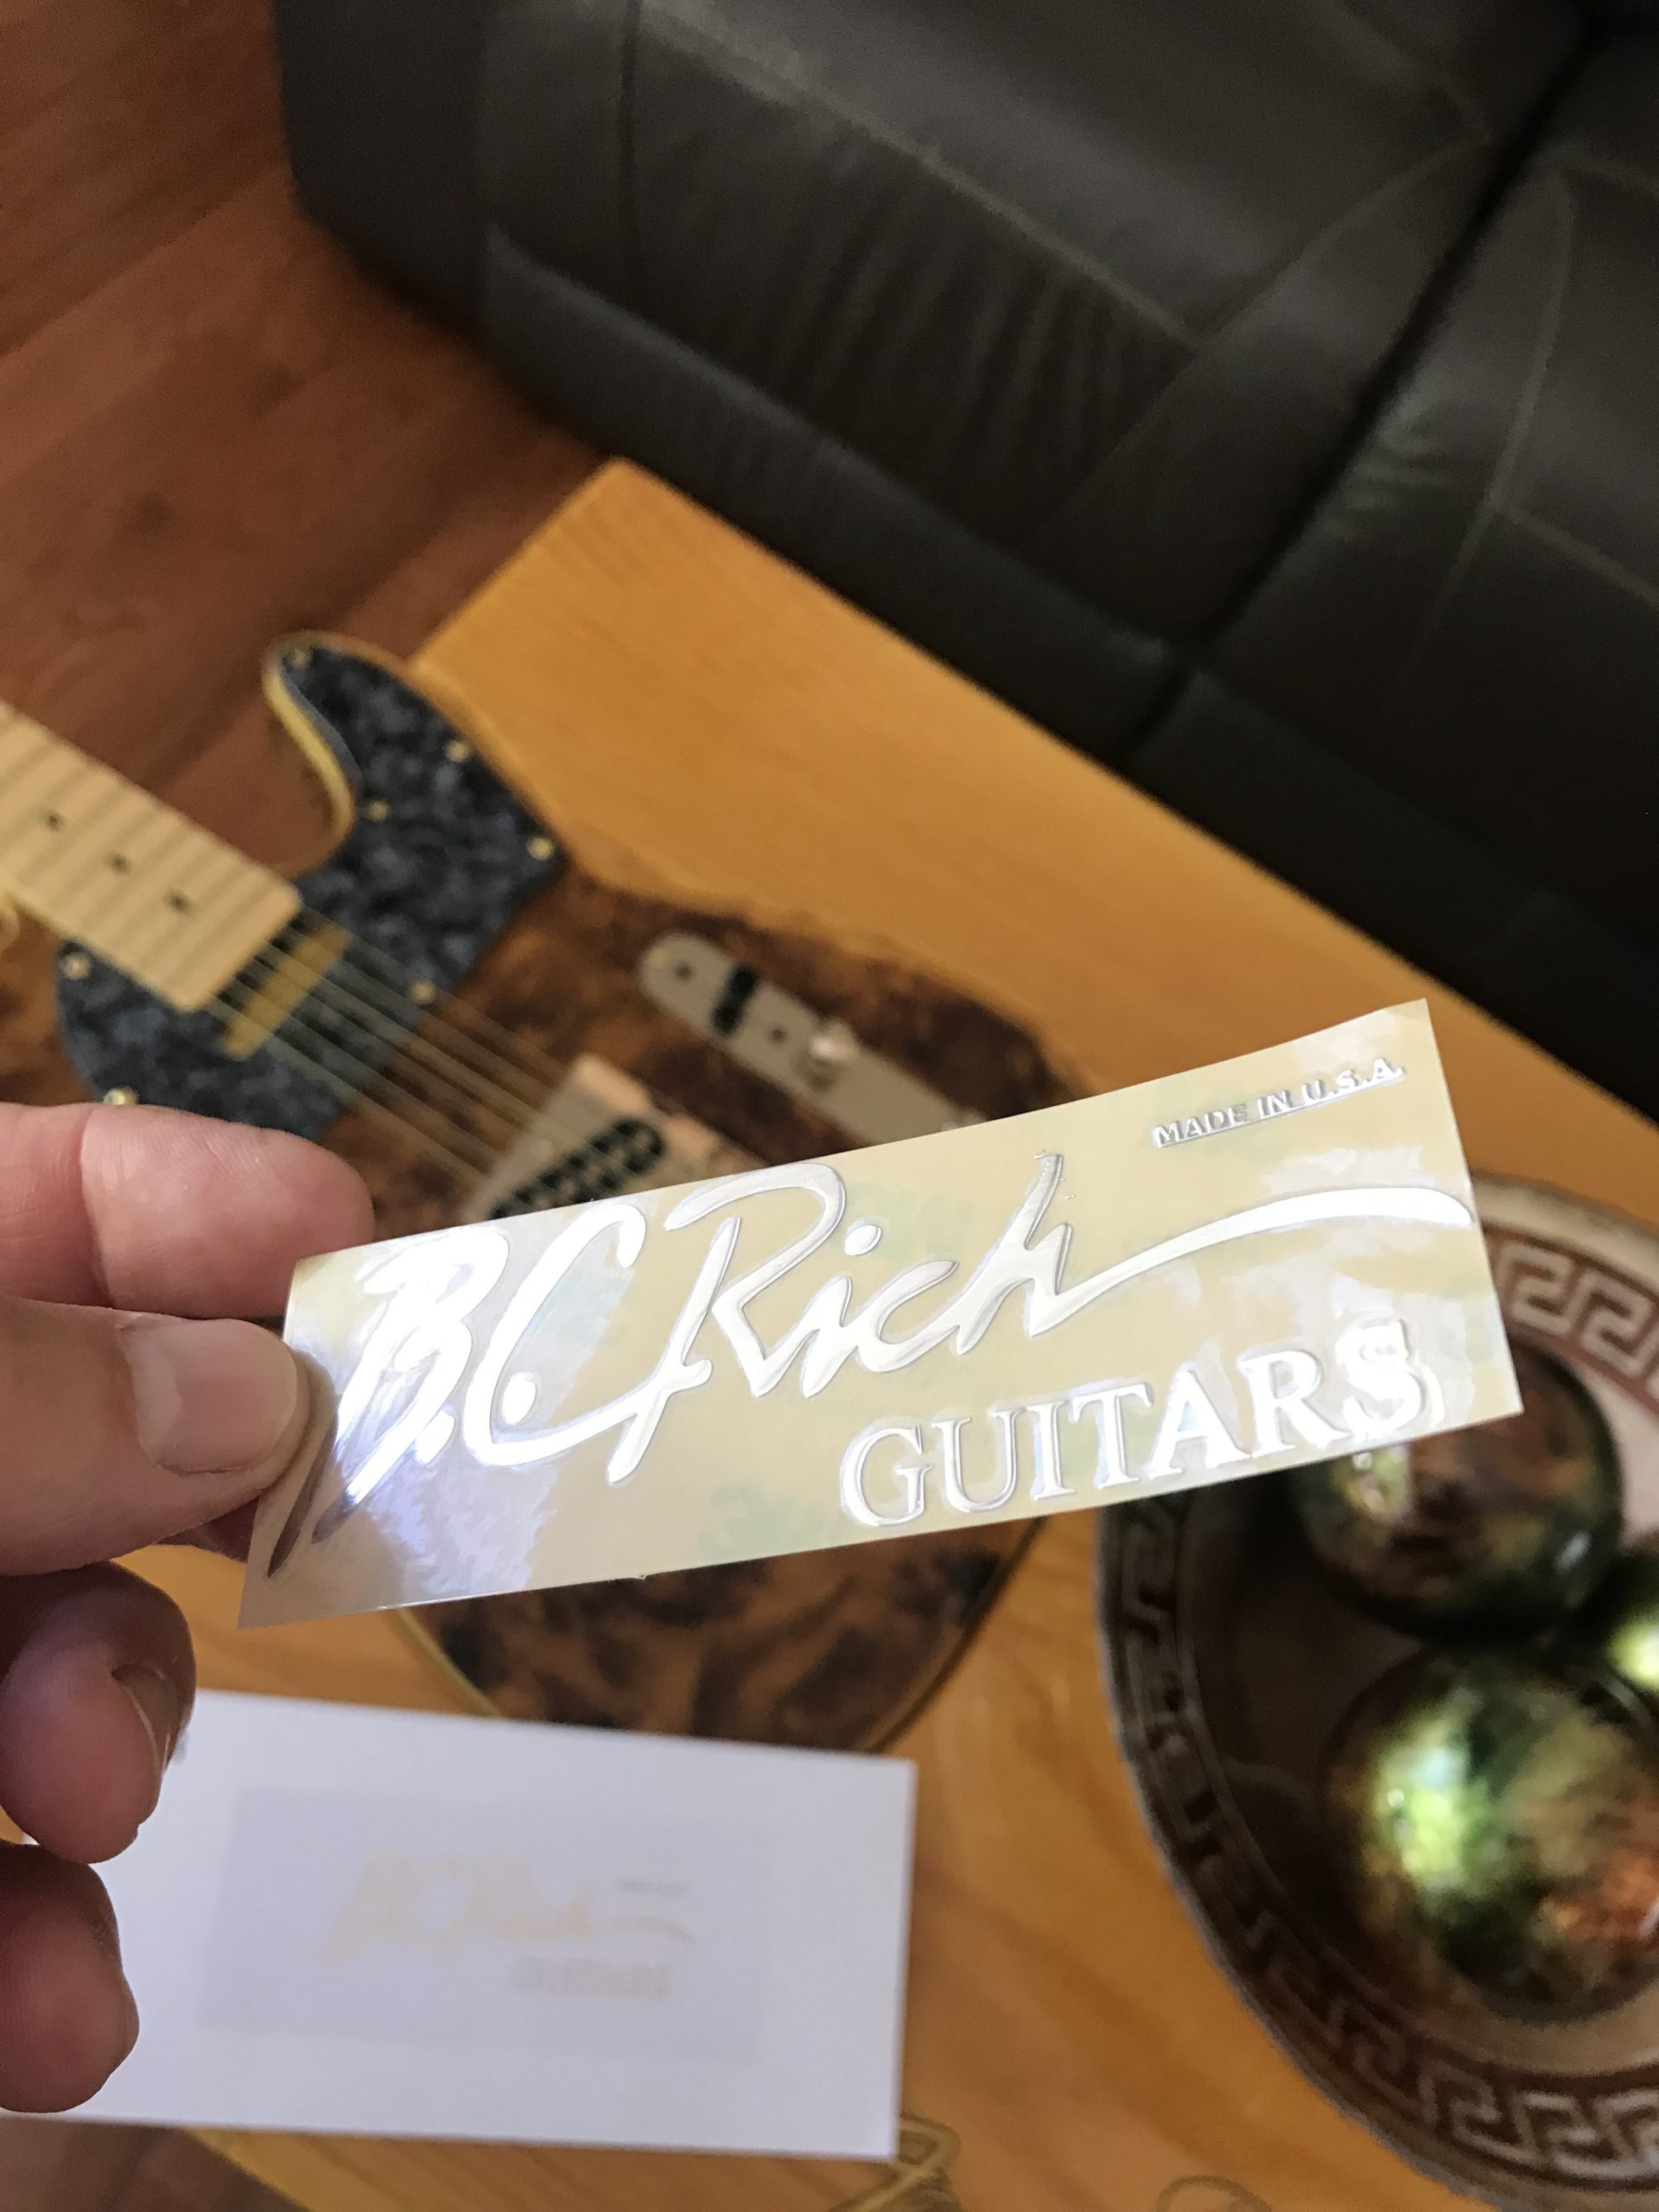 MADE IN U.S.A.
B.C. Rich
GUITARS